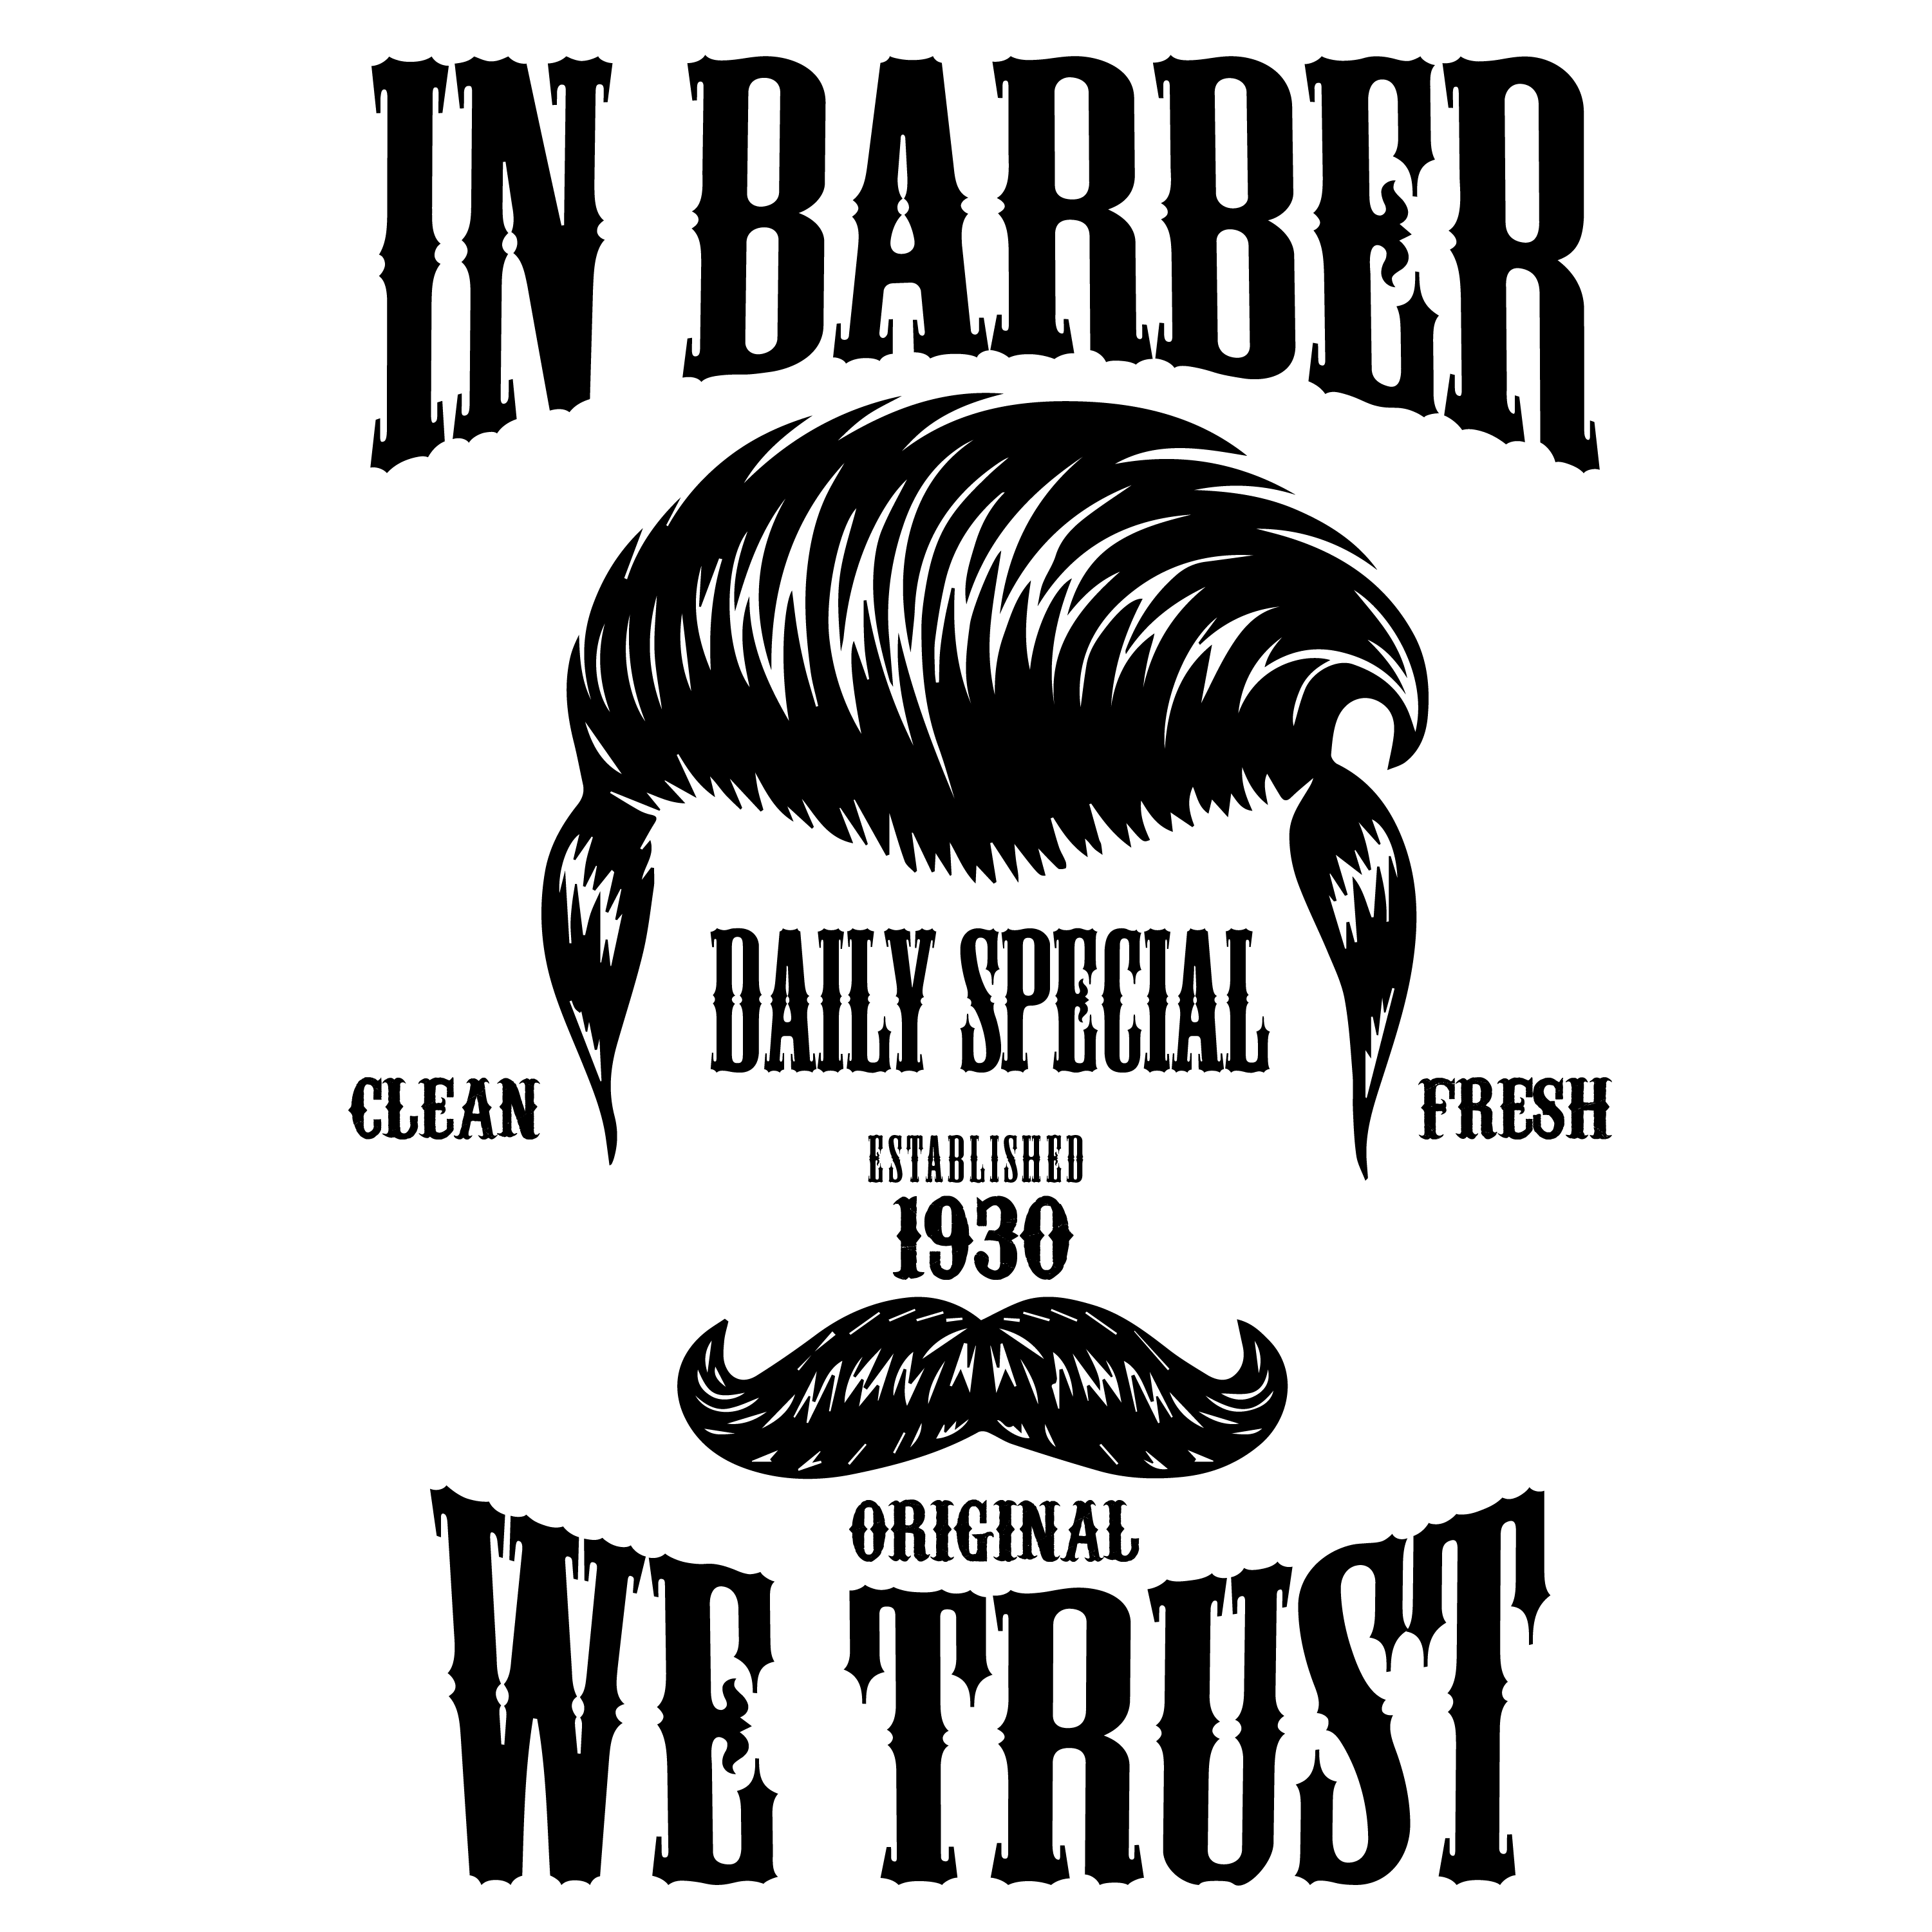 IN BARBER
DAILY SPECIAL
CLEAN
FRESH
ESTABLISHED
1930
ORIGINAL
WE TRUST